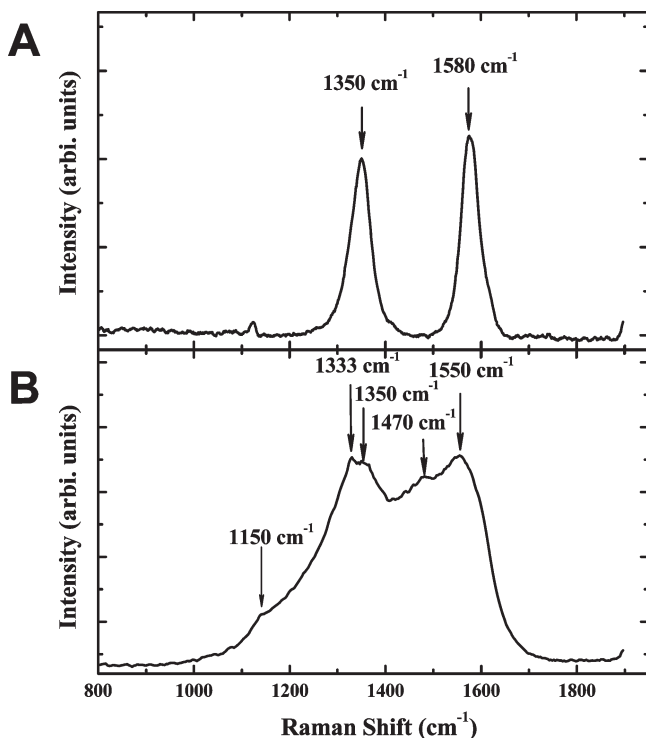 A
1350 cm⁻¹
1580 cm⁻¹
Intensity (arbi. units)
B
1333 cm⁻¹
1350 cm⁻¹
1470 cm⁻¹
1550 cm⁻¹
1150 cm⁻¹
Intensity (arbi. units)
800 1000 1200 1400 1600 1800
Raman Shift (cm⁻¹)